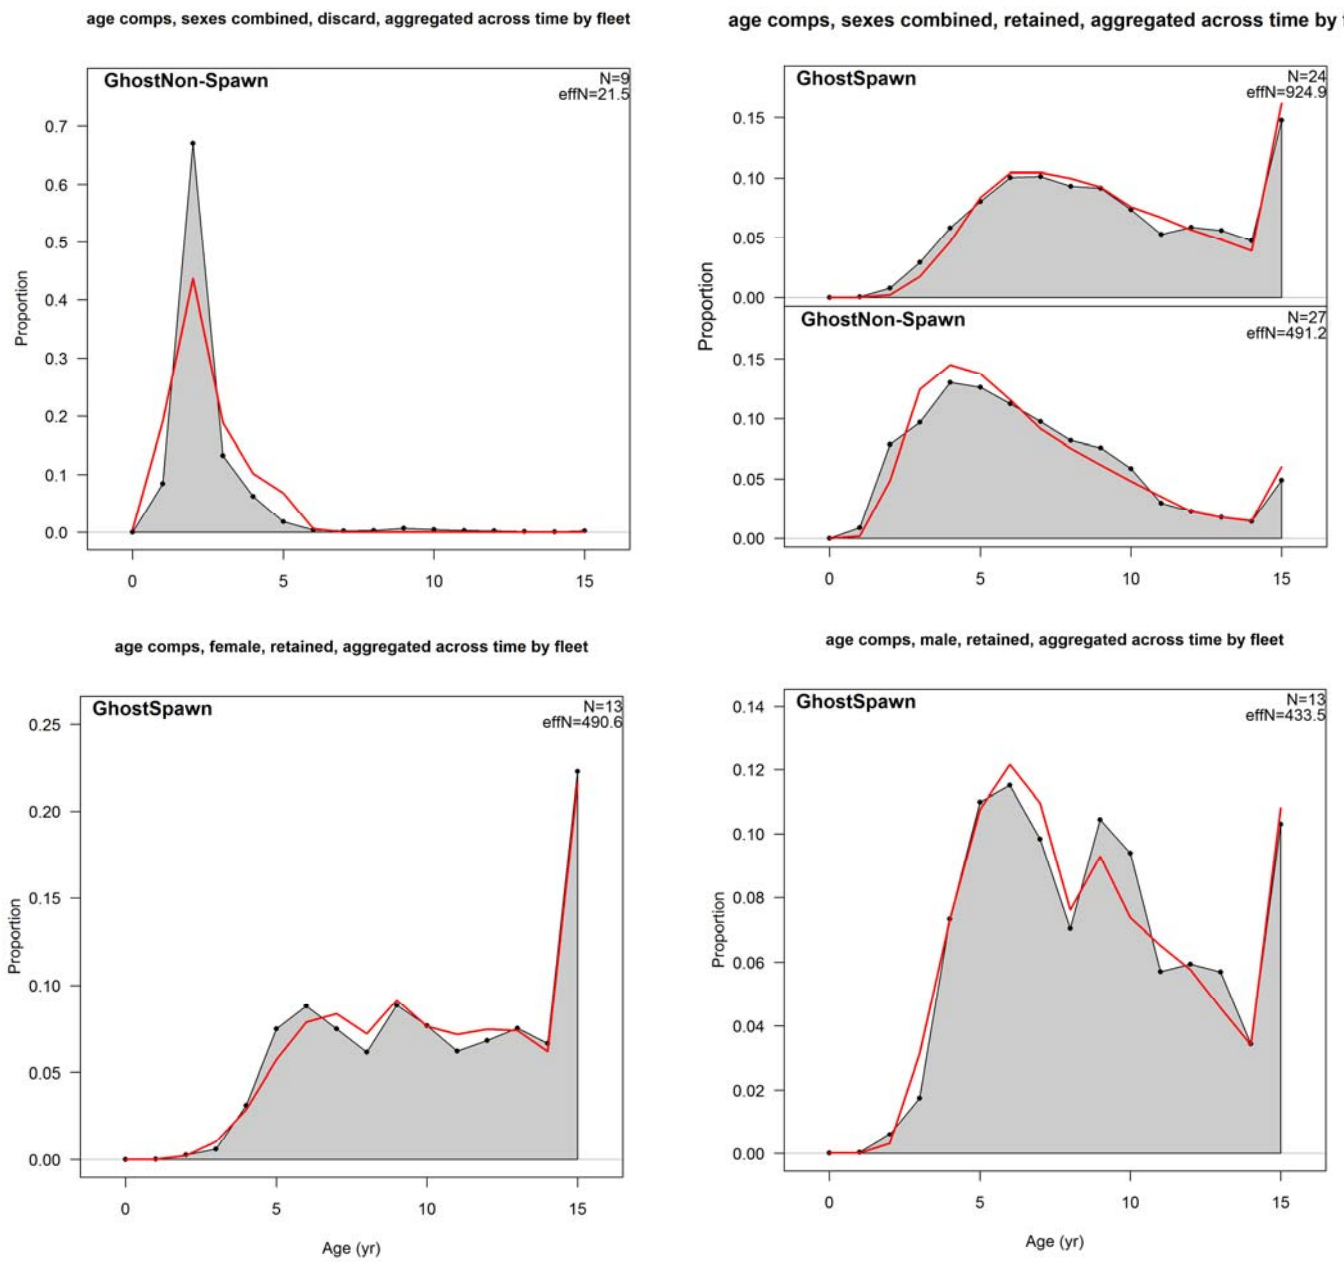 age comps, sexes combined, discard, aggregated across time by fleet
GhostNon-Spawn
N=9
effN=21.5
Proportion
0.7
0.6
0.5
0.4
0.3
0.2
0.1
0.0
0 5 10 15
age comps, sexes combined, retained, aggregated across time by
GhostSpawn
N=24
effN=924.9
0.15
0.10
0.05
0.00
Proportion
GhostNon-Spawn
N=27
effN=491.2
0.15
0.10
0.05
0.00
0 5 10 15
age comps, female, retained, aggregated across time by fleet
GhostSpawn
N=13
effN=490.6
Proportion
0.25
0.20
0.15
0.10
0.05
0.00
0 5 10 15
Age (yr)
age comps, male, retained, aggregated across time by fleet
GhostSpawn
N=13
effN=433.5
Proportion
0.14
0.12
0.10
0.08
0.06
0.04
0.02
0.00
0 5 10 15
Age (yr)